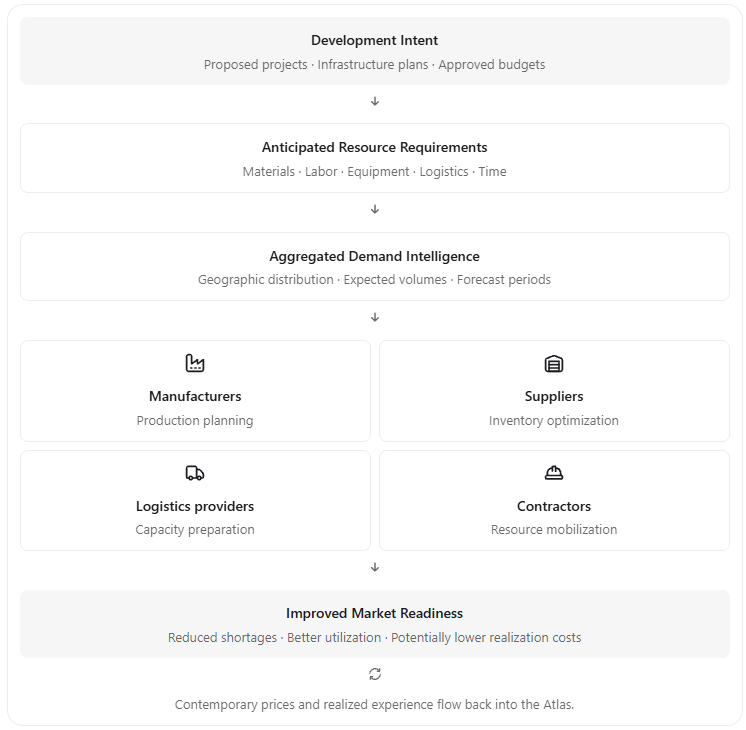 Development Intent
Proposed projects · Infrastructure plans · Approved budgets
Anticipated Resource Requirements
Materials · Labor · Equipment · Logistics · Time
Aggregated Demand Intelligence
Geographic distribution · Expected volumes · Forecast periods
Manufacturers
Production planning
Suppliers
Inventory optimization
Logistics providers
Capacity preparation
Contractors
Resource mobilization
Improved Market Readiness
Reduced shortages · Better utilization · Potentially lower realization costs
Contemporary prices and realized experience flow back into the Atlas.